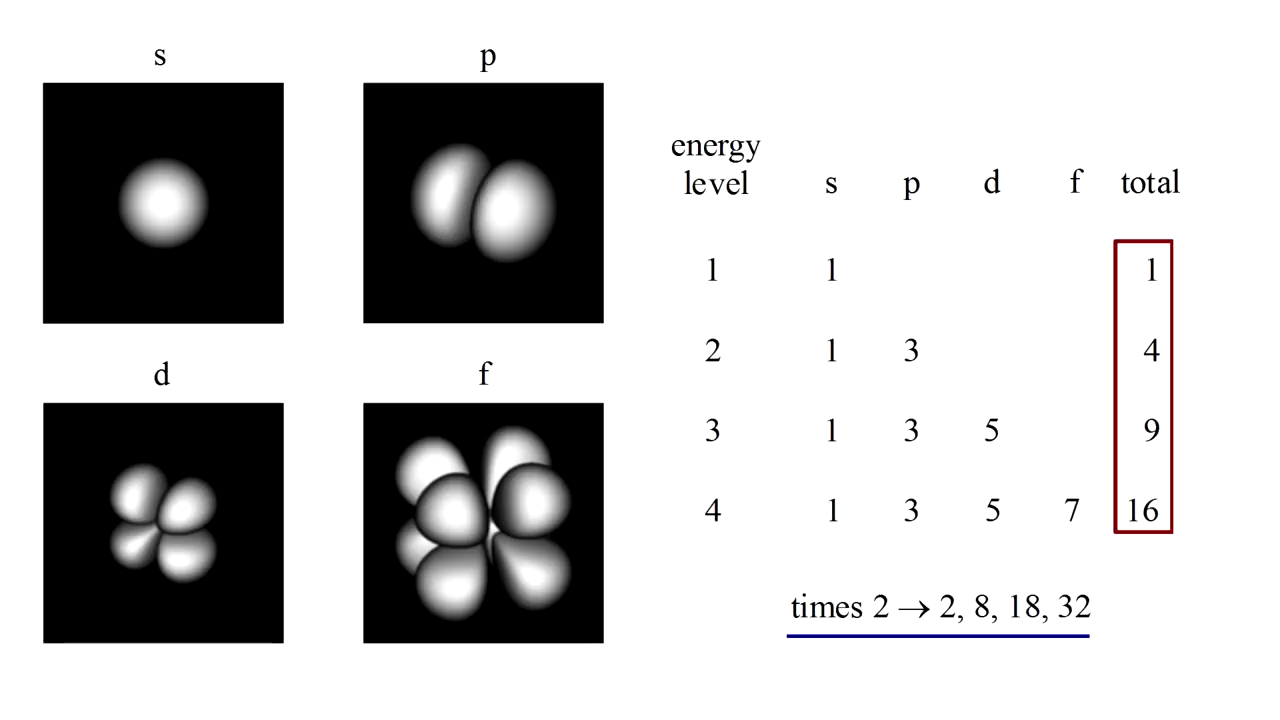 s
p
d
f
energy
level s p d f total
1 1 1
2 1 3 4
3 1 3 5 9
4 1 3 5 7 16
times 2 → 2, 8, 18, 32